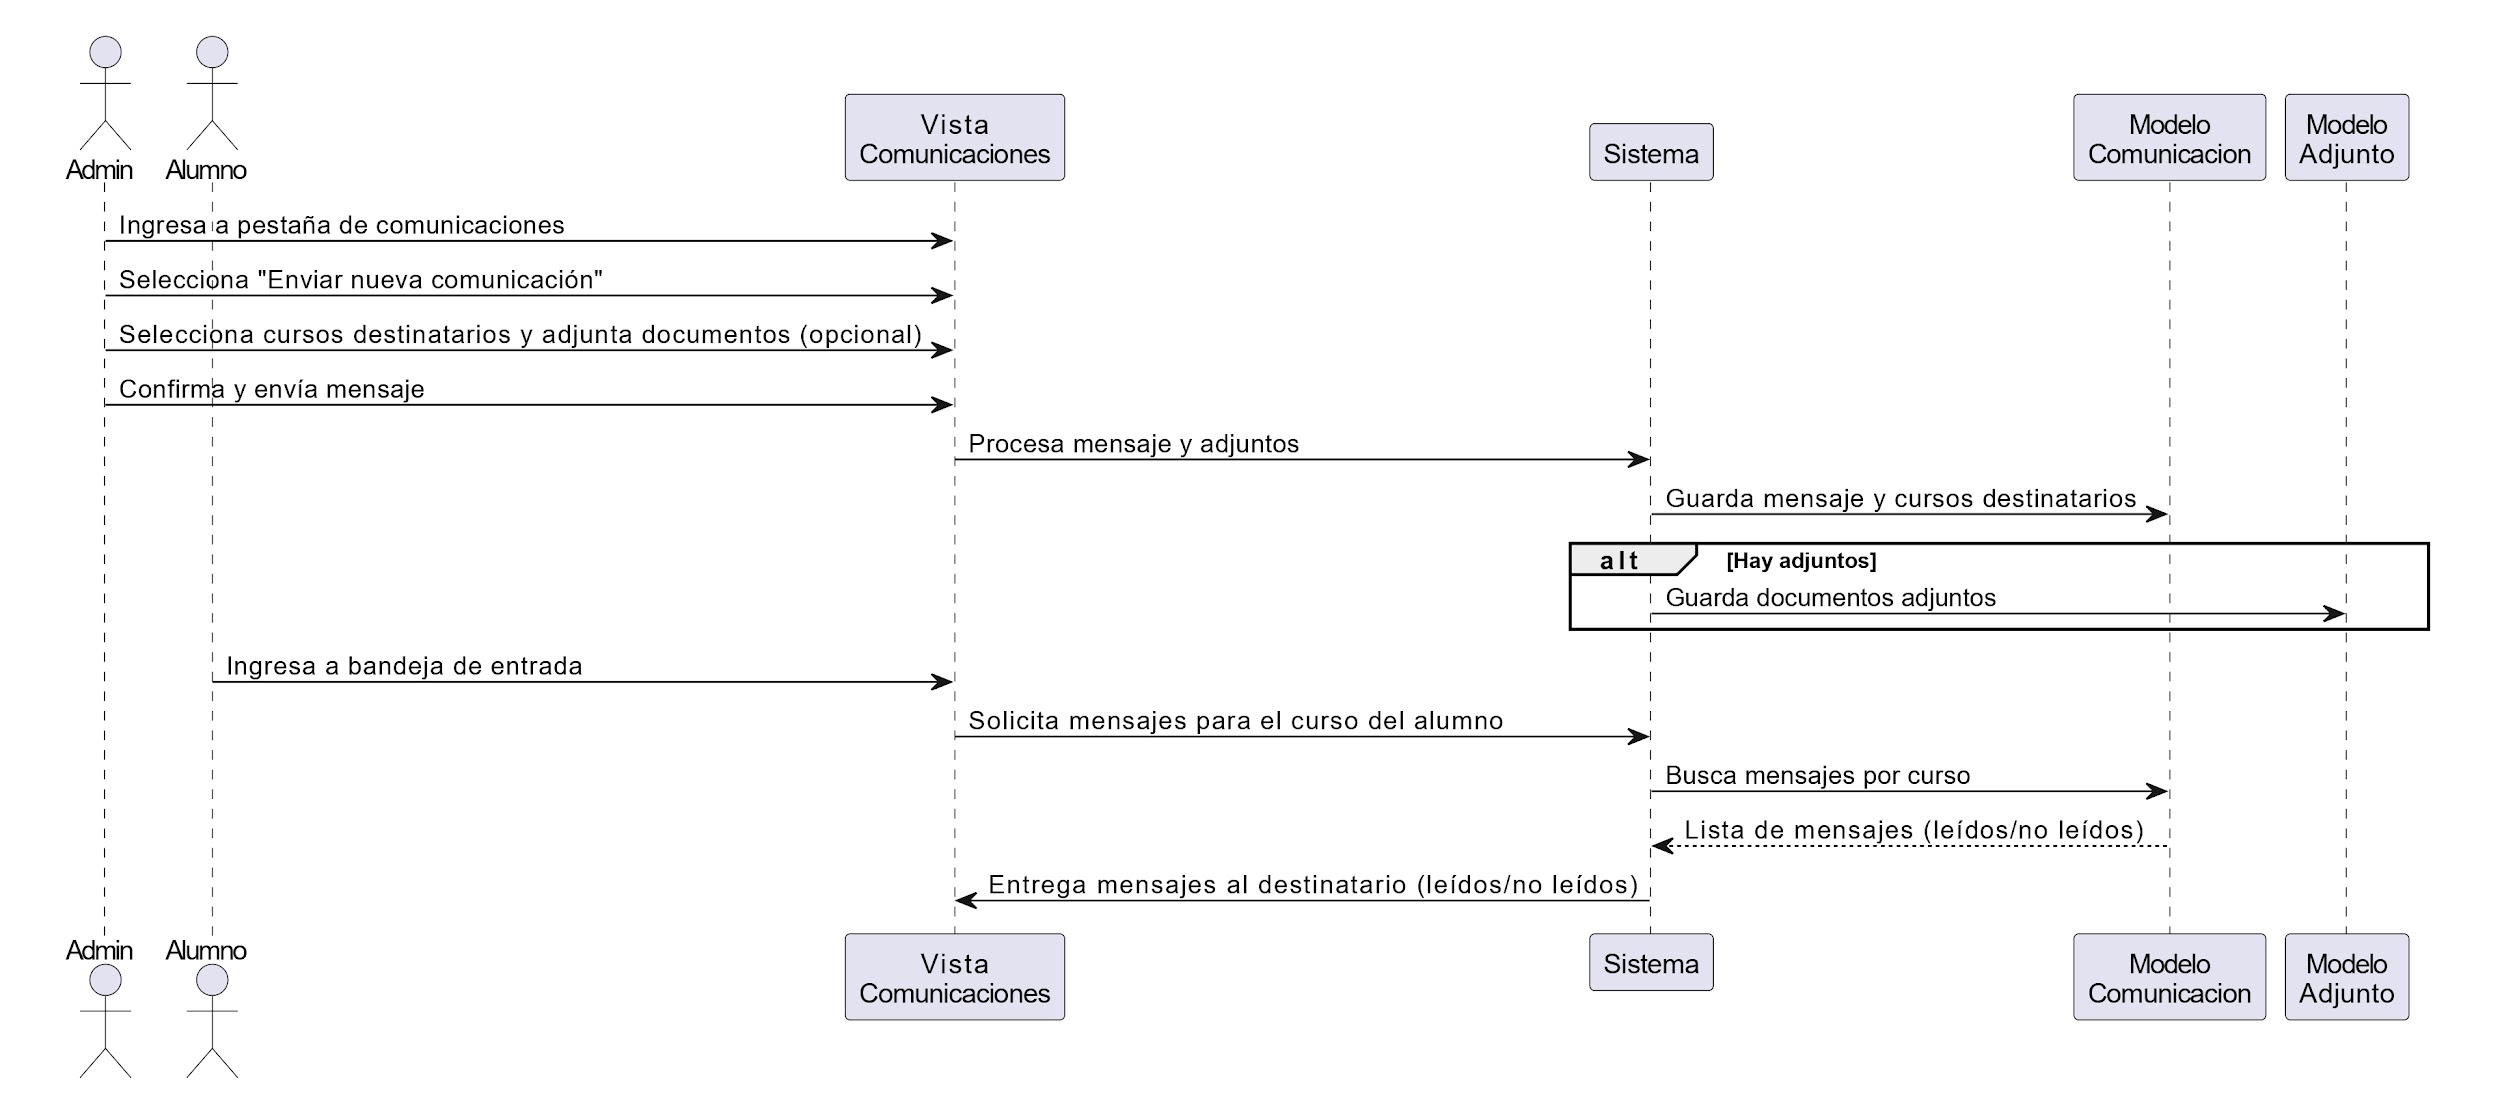 Admin
Alumno
Vista
Comunicaciones
Sistema
Modelo
Comunicacion
Modelo
Adjunto
Ingresa a pestaña de comunicaciones
Selecciona "Enviar nueva comunicación"
Selecciona cursos destinatarios y adjunta documentos (opcional)
Confirma y envía mensaje
Procesa mensaje y adjuntos
Guarda mensaje y cursos destinatarios
alt
[Hay adjuntos]
Guarda documentos adjuntos
Ingresa a bandeja de entrada
Solicita mensajes para el curso del alumno
Busca mensajes por curso
Lista de mensajes (leídos/no leídos)
Entrega mensajes al destinatario (leídos/no leídos)
Admin
Alumno
Vista
Comunicaciones
Sistema
Modelo
Comunicacion
Modelo
Adjunto